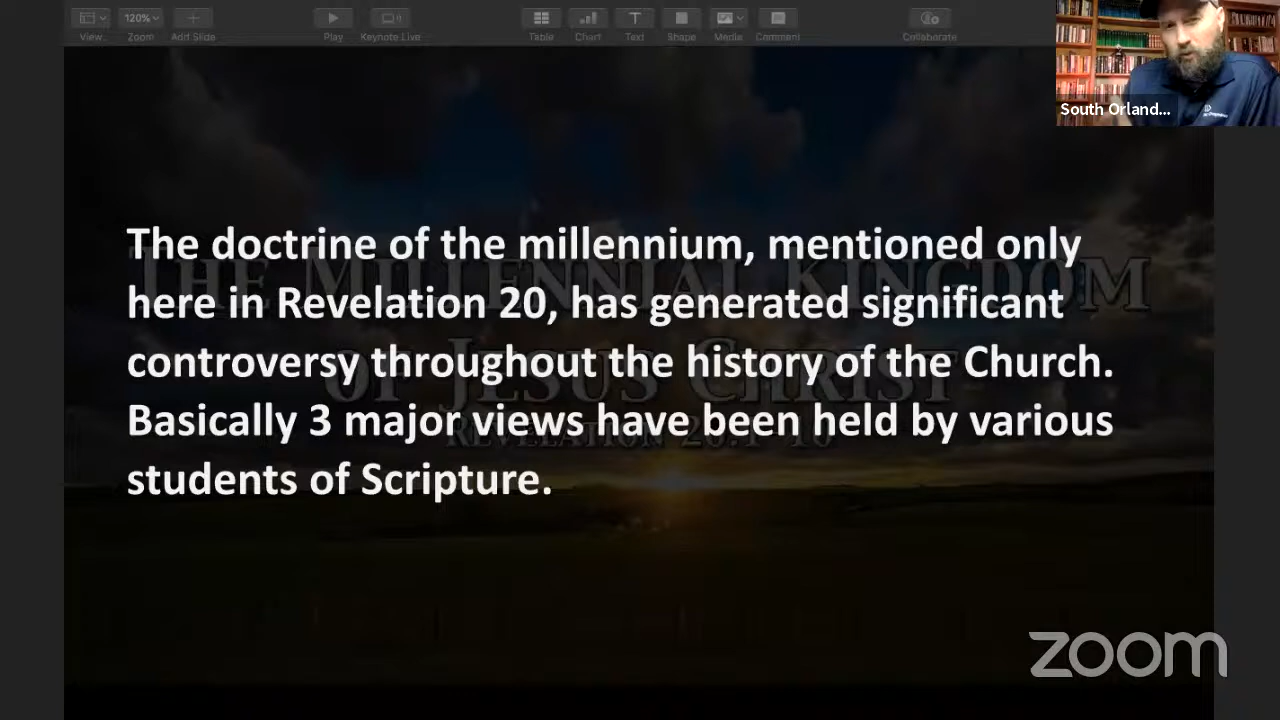 View
120%
Zoom
Add Slide
Play
Keynote Live
Table
Chart
Text
Shape
Media
Comment
Collaborate
South Orland...
The doctrine of the millennium, mentioned only
here in Revelation 20, has generated significant
controversy throughout the history of the Church.
Basically 3 major views have been held by various
students of Scripture.
THE MILLENNIAL KINGDOM
OF JESUS CHRIST
zoom